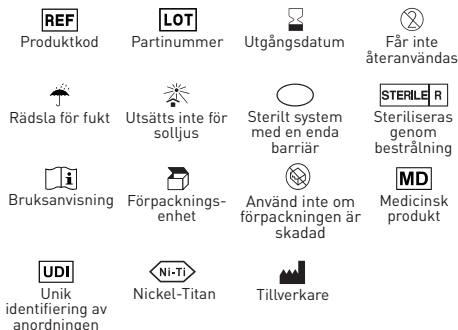 REF
LOT
2
Produktkod
Partinummer
Utgångsdatum
Får inte
återanvändas
STERILE R
Rädsla för fukt
Utsätts inte för
solljus
Sterilt system
med en enda
barriär
Steriliseras
genom
bestrålning
i
MD
Bruksanvisning
Förpacknings-
enhet
Använd inte om
förpackningen är
skadad
Medicinsk
produkt
UDI
Ni-Ti
Unik
identifiering av
anordningen
Nickel-Titan
Tillverkare